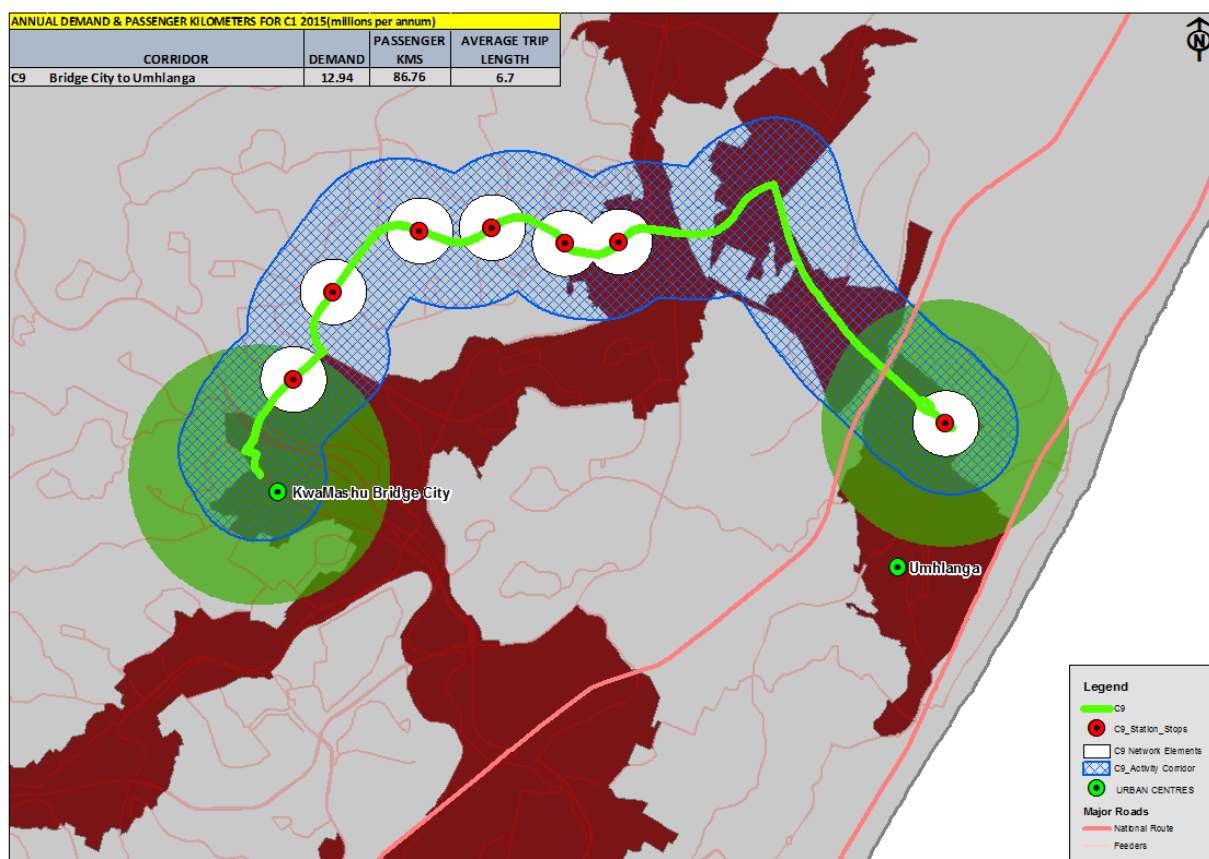 ANNUAL DEMAND & PASSENGER KILOMETERS FOR C1 2015(millions per annum)
CORRIDOR DEMAND PASSENGER KMS AVERAGE TRIP LENGTH
C9 Bridge City to Umhlanga 12.94 86.76 6.7
N
KwaMashu Bridge City
Umhlanga
Legend
C9
C9_Station_Stops
C9 Network Elements
C9_Activity Corridor
URBAN CENTRES
Major Roads
National Route
Feeders